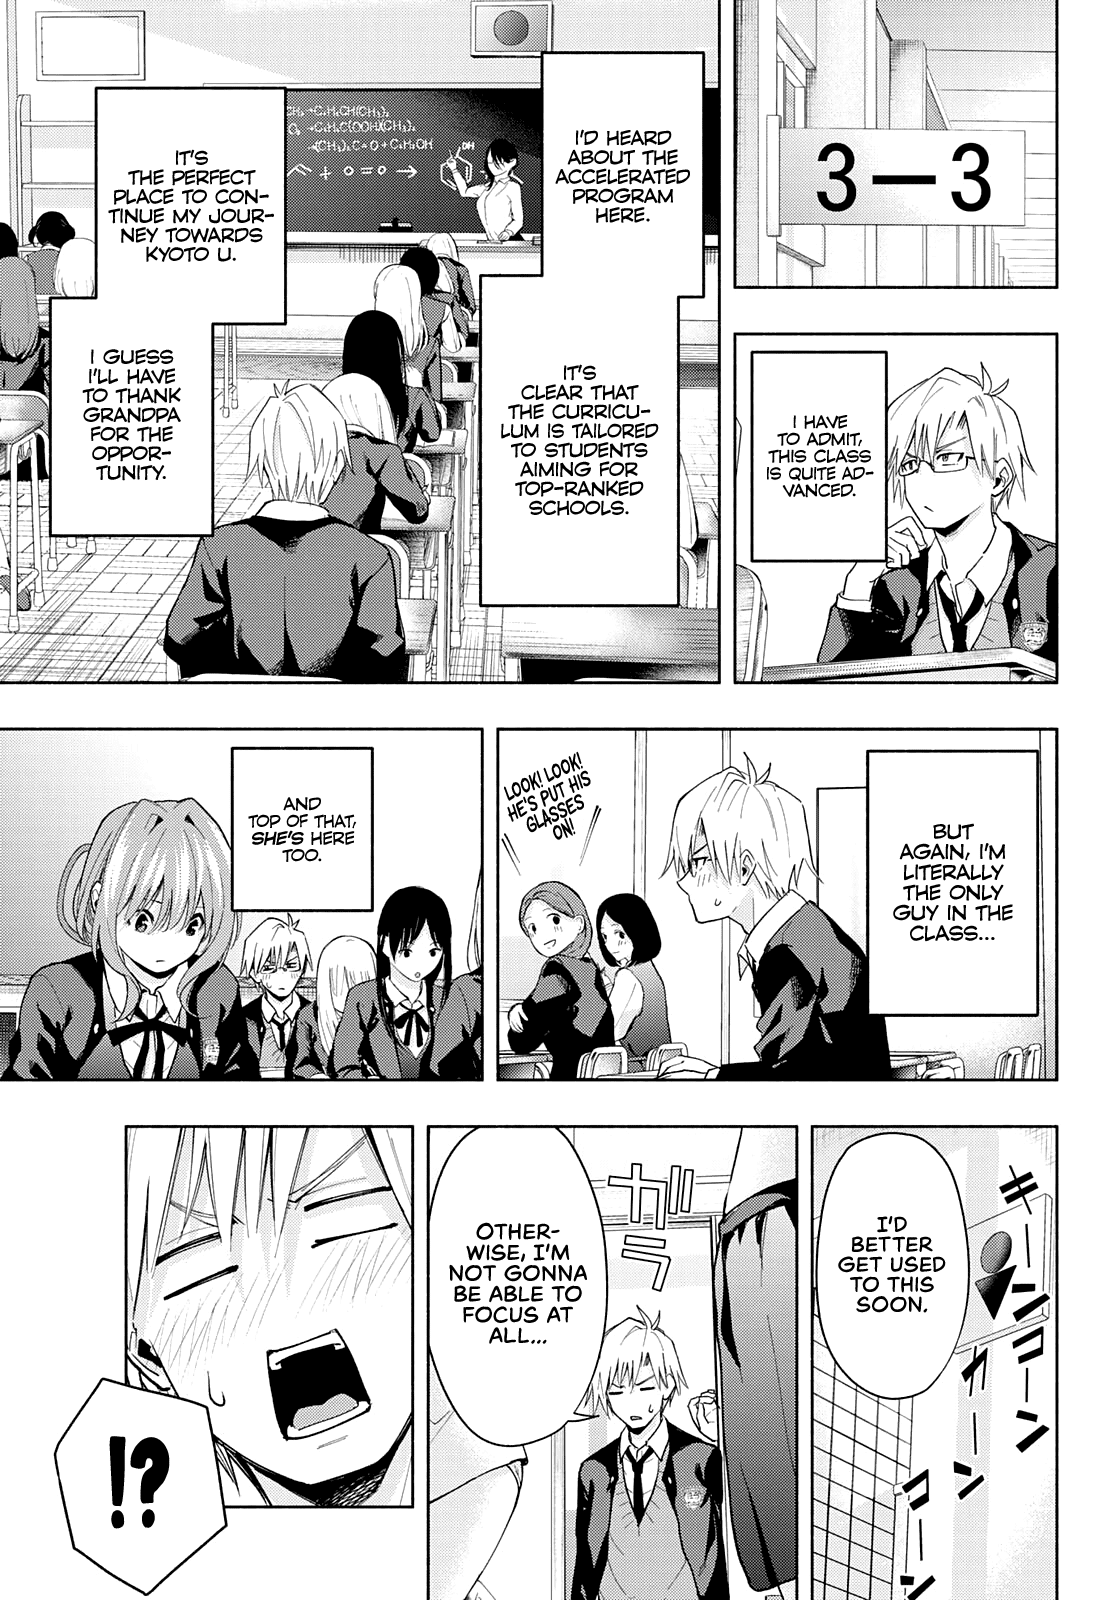 3-3
I HAVE
TO ADMIT,
THIS CLASS
IS QUITE AD-
VANCED.
I'D HEARD
ABOUT THE
ACCELERATED
PROGRAM
HERE.
IT'S
CLEAR THAT
THE CURRICU-
LUM IS TAILORED
TO STUDENTS
AIMING FOR
TOP-RANKED
SCHOOLS.
IT'S
THE PERFECT
PLACE TO CON-
TINUE MY JOUR-
NEY TOWARDS
KYOTO U.
I GUESS
I'LL HAVE
TO THANK
GRANDPA
FOR THE
OPPOR-
TUNITY.
BUT
AGAIN, I'M
LITERALLY
THE ONLY
GUY IN THE
CLASS...
LOOK! LOOK!
HE'S PUT HIS
GLASSES
ON!
AND
TOP OF THAT,
SHE'S HERE
TOO.
キーンコーン
カーンコーン
I'D
BETTER
GET USED
TO THIS
SOON.
ガラ
OTHER-
WISE, I'M
NOT GONNA
BE ABLE TO
FOCUS AT
ALL...
!?